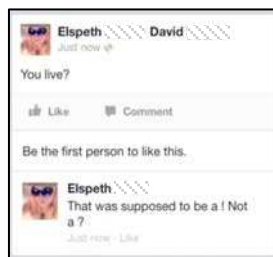 Elspeth David
Just now
You live?
Like Comment
Be the first person to like this.
Elspeth
That was supposed to be a ! Not
a ?
Just now · Like